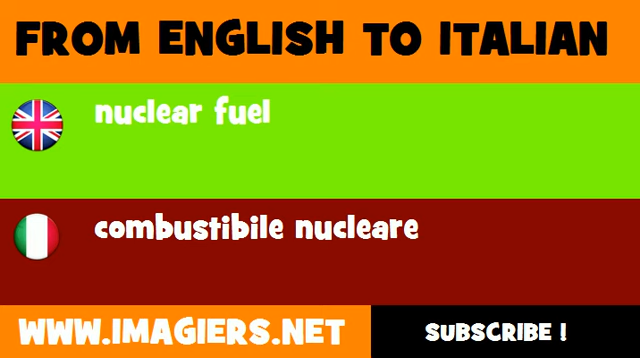 FROM ENGLISH TO ITALIAN
nuclear fuel
combustibile nucleare
WWW.IMAGIERS.NET
SUBSCRIBE !